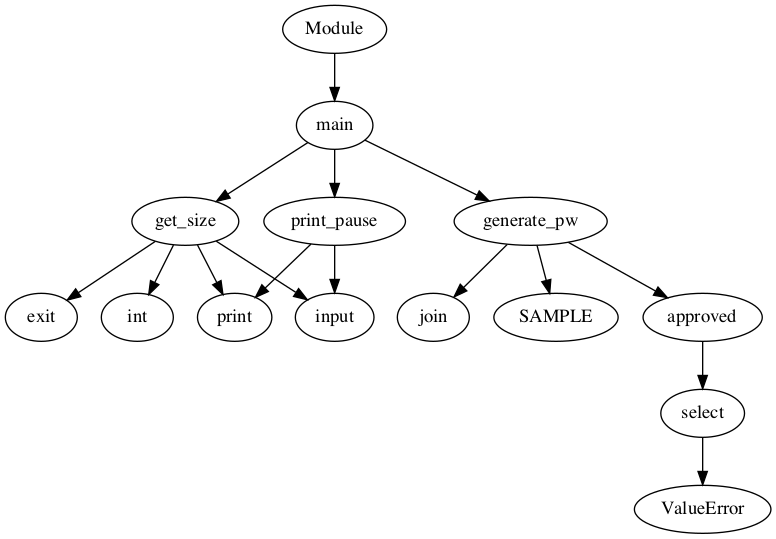 Module
main
get_size
print_pause
generate_pw
exit
int
print
input
join
SAMPLE
approved
select
ValueError